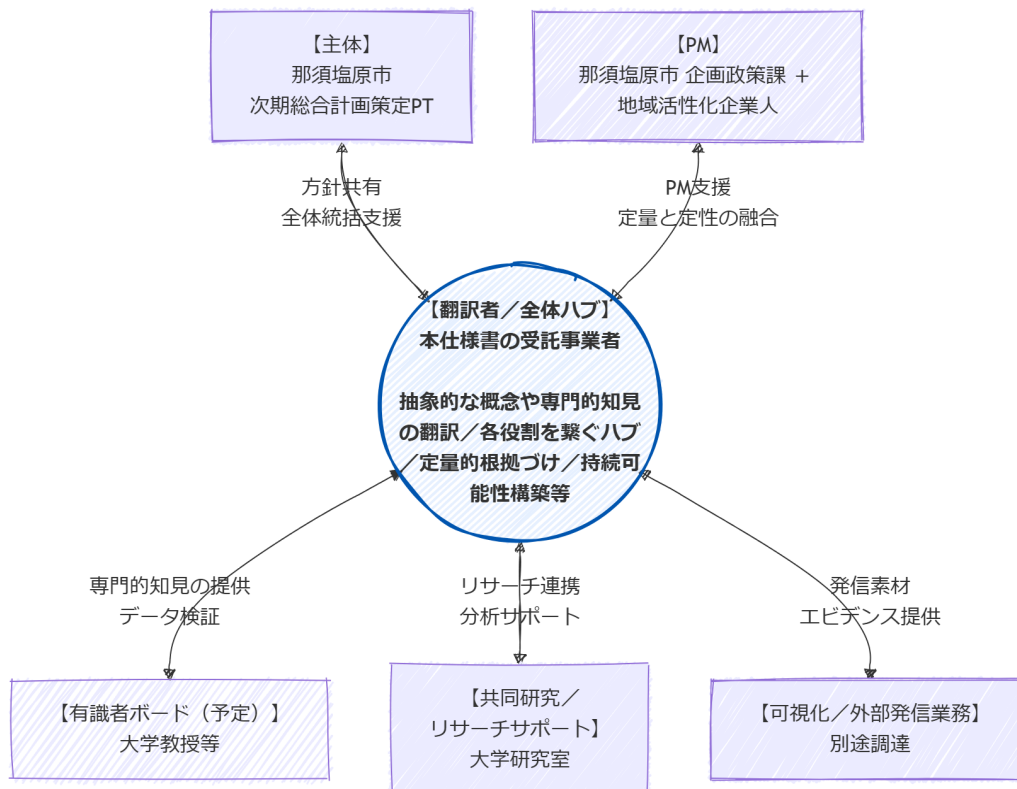 【主体】
那須塩原市
次期総合計画策定PT
【PM】
那須塩原市 企画政策課 +
地域活性化企業人
方針共有
全体統括支援
PM支援
定量と定性の融合
【翻訳者／全体ハブ】
本仕様書の受託事業者
抽象的な概念や専門的知見
の翻訳／各役割を繋ぐハブ
／定量的根拠づけ／持続可
能性構築等
専門的知見の提供
データ検証
リサーチ連携
分析サポート
発信素材
エビデンス提供
【有識者ボード（予定）】
大学教授等
【共同研究／
リサーチサポート】
大学研究室
【可視化／外部発信業務】
別途調達